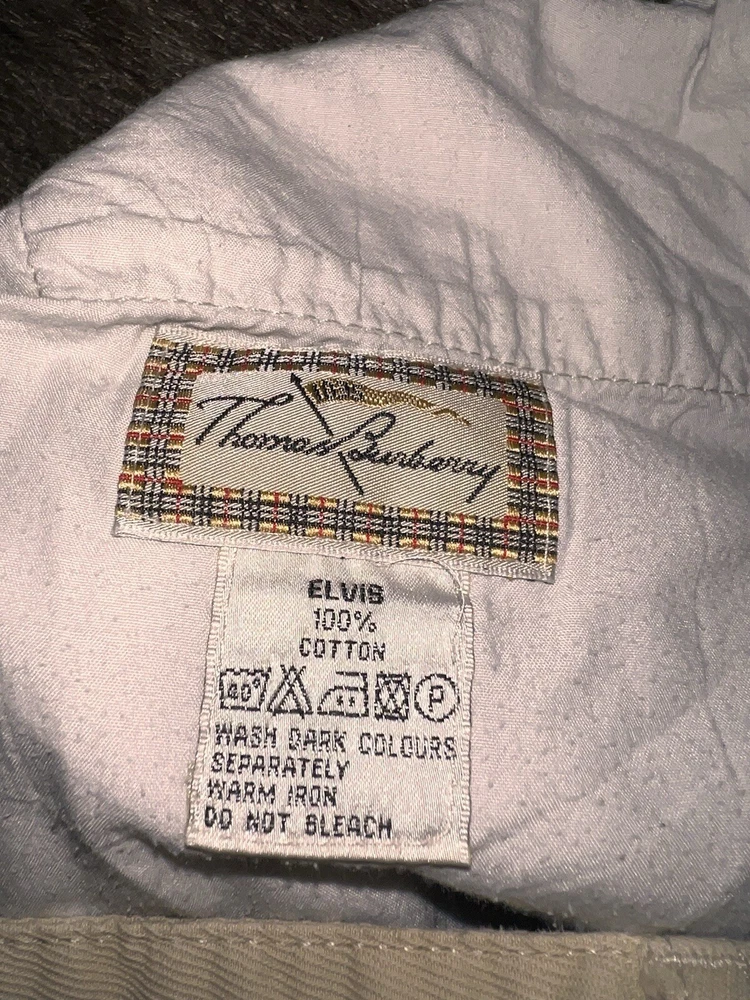 Thomas Burberry
ELVIS
100%
COTTON
40° P
WASH DARK COLOURS
SEPARATELY
WARM IRON
DO NOT BLEACH